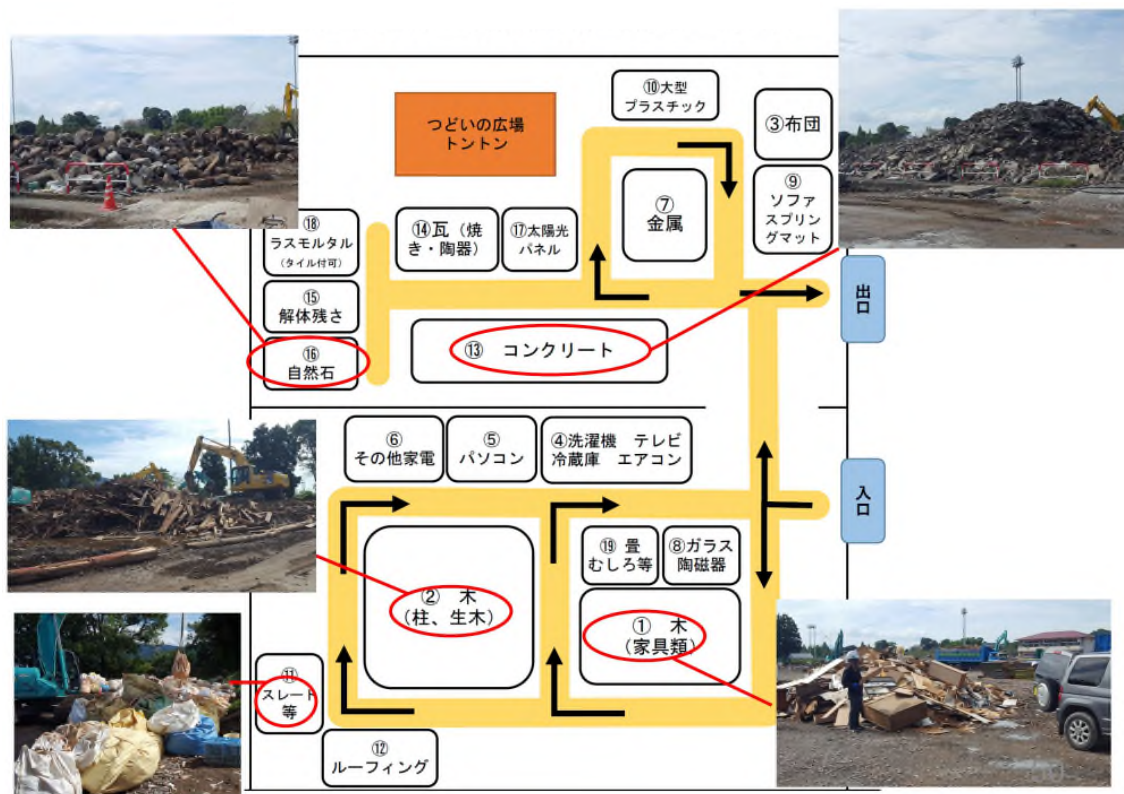 ⑩大型
プラスチック
つどいの広場
トントン
③布団
⑨
ソファ
スプリン
グマット
⑦
金属
⑱
ラスモルタル
(タイル付可)
⑭瓦（焼
き・陶器）
⑰太陽光
パネル
出口
⑮
解体残さ
⑬　コンクリート
⑯
自然石
⑥
その他家電
⑤
パソコン
④洗濯機　テレビ
冷蔵庫　エアコン
入口
⑲ 畳
むしろ等
⑧ガラス
陶磁器
②　木
（柱、生木）
①　木
（家具類）
⑪
スレート
等
⑫
ルーフィング